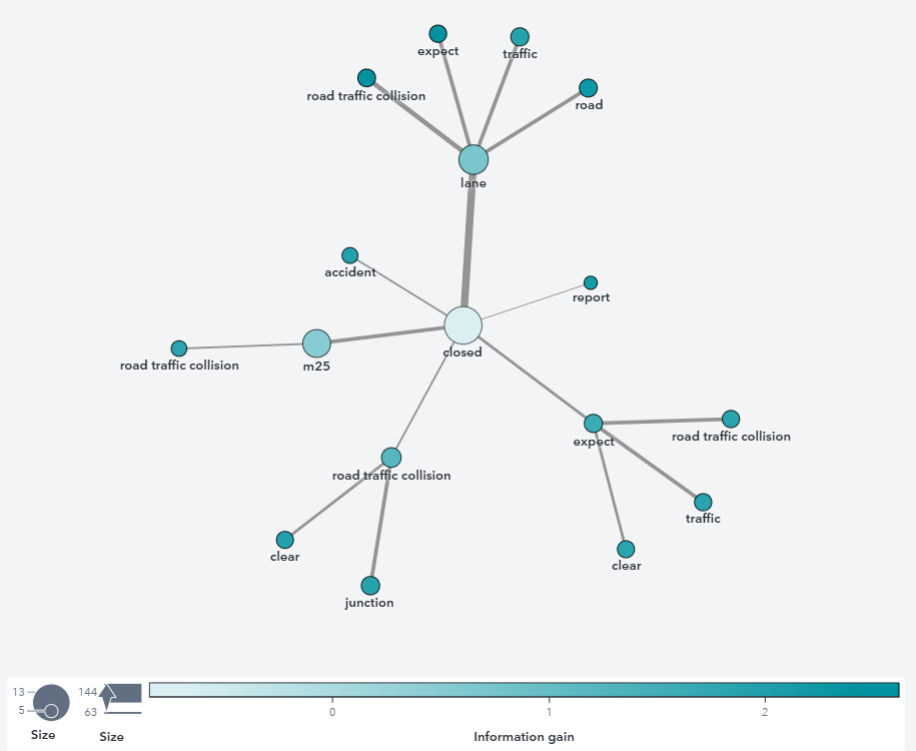 expect
traffic
road traffic collision
road
lane
accident
report
closed
road traffic collision
m25
expect
road traffic collision
road traffic collision
traffic
clear
clear
junction
13
5
Size
144
63
Size
0
1
2
Information gain